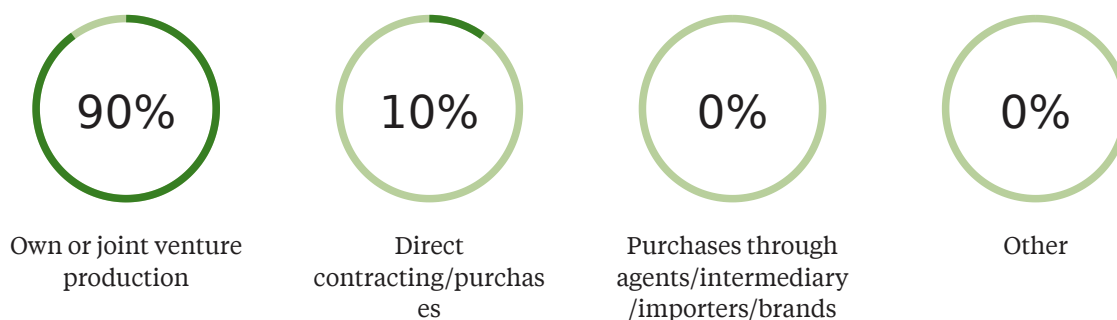 90%
Own or joint venture
production
10%
Direct
contracting/purchas
es
0%
Purchases through
agents/intermediary
/importers/brands
0%
Other